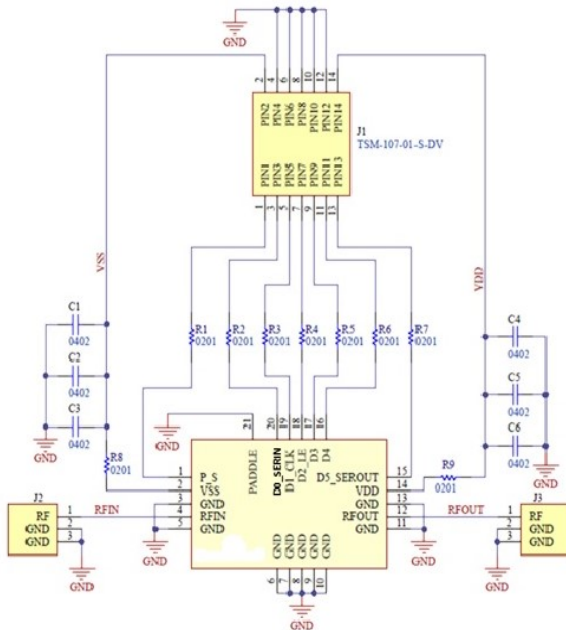 GND
2 4 6 8 10 12 14
PIN2 PIN4 PIN6 PIN8 PIN10 PIN12 PIN14
J1
TSM-107-01-S-DV
PIN3 PIN5 PIN7 PIN9 PIN11 PIN13
1 3 5 7 9 11 13
VSS
VDD
C1
0402
C2
0402
C3
0402
C4
0402
C5
0402
C6
0402
GND
GND
R1
0201
R2
0201
R3
0201
R4
0201
R5
0201
R6
0201
R7
0201
R8
0201
R9
0201
GND
21 20 19 18 17 16
PADDLE D0_SERIN D1_CLK D2_LE D3 D4
1 P_S
2 VSS
3 GND
4 RFIN
5 GND
D5_SEROUT 15
VDD 14
GND 13
RFOUT 12
GND 11
GND GND GND GND GND
6 7 8 9 10
GND
J2
RF 1
GND 2
GND 3
RFIN
GND
GND
RFOUT
GND
J3
1 RF
2 GND
3 GND
GND